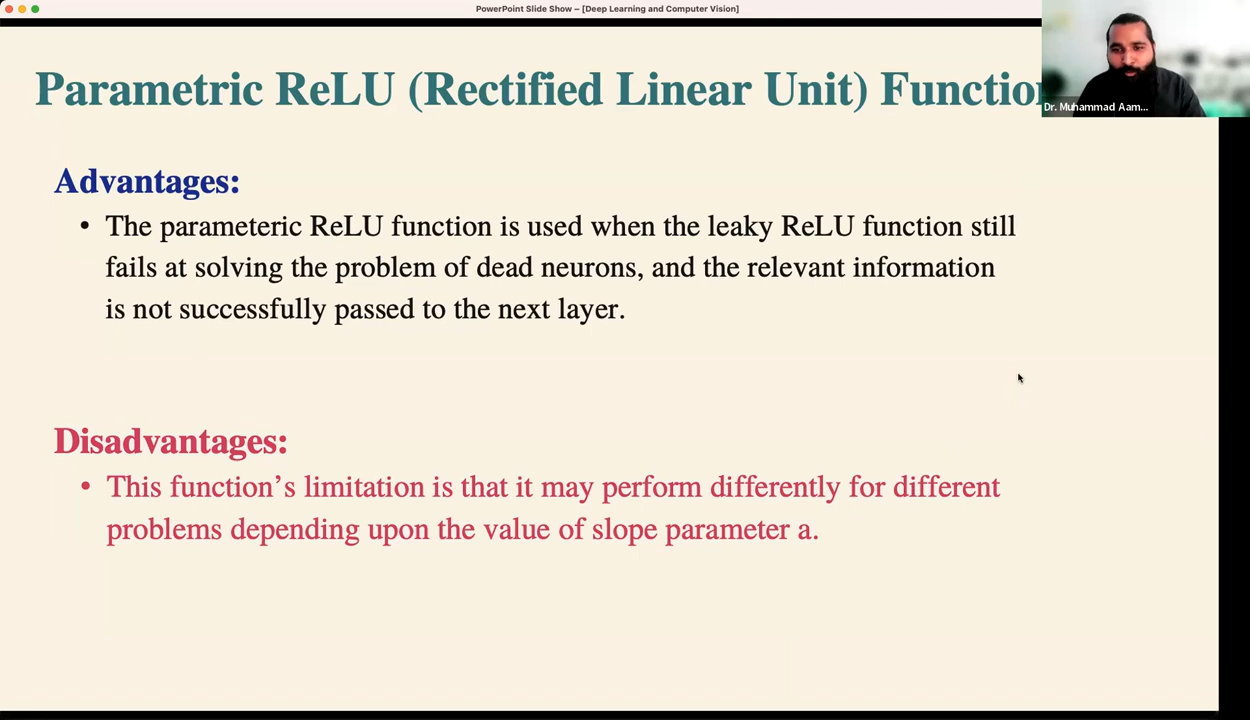 PowerPoint Slide Show – [Deep Learning and Computer Vision]
Parametric ReLU (Rectified Linear Unit) Functio
Dr. Muhammad Aam...
Advantages:
• The parameteric ReLU function is used when the leaky ReLU function still
fails at solving the problem of dead neurons, and the relevant information
is not successfully passed to the next layer.
Disadvantages:
• This function’s limitation is that it may perform differently for different
problems depending upon the value of slope parameter a.